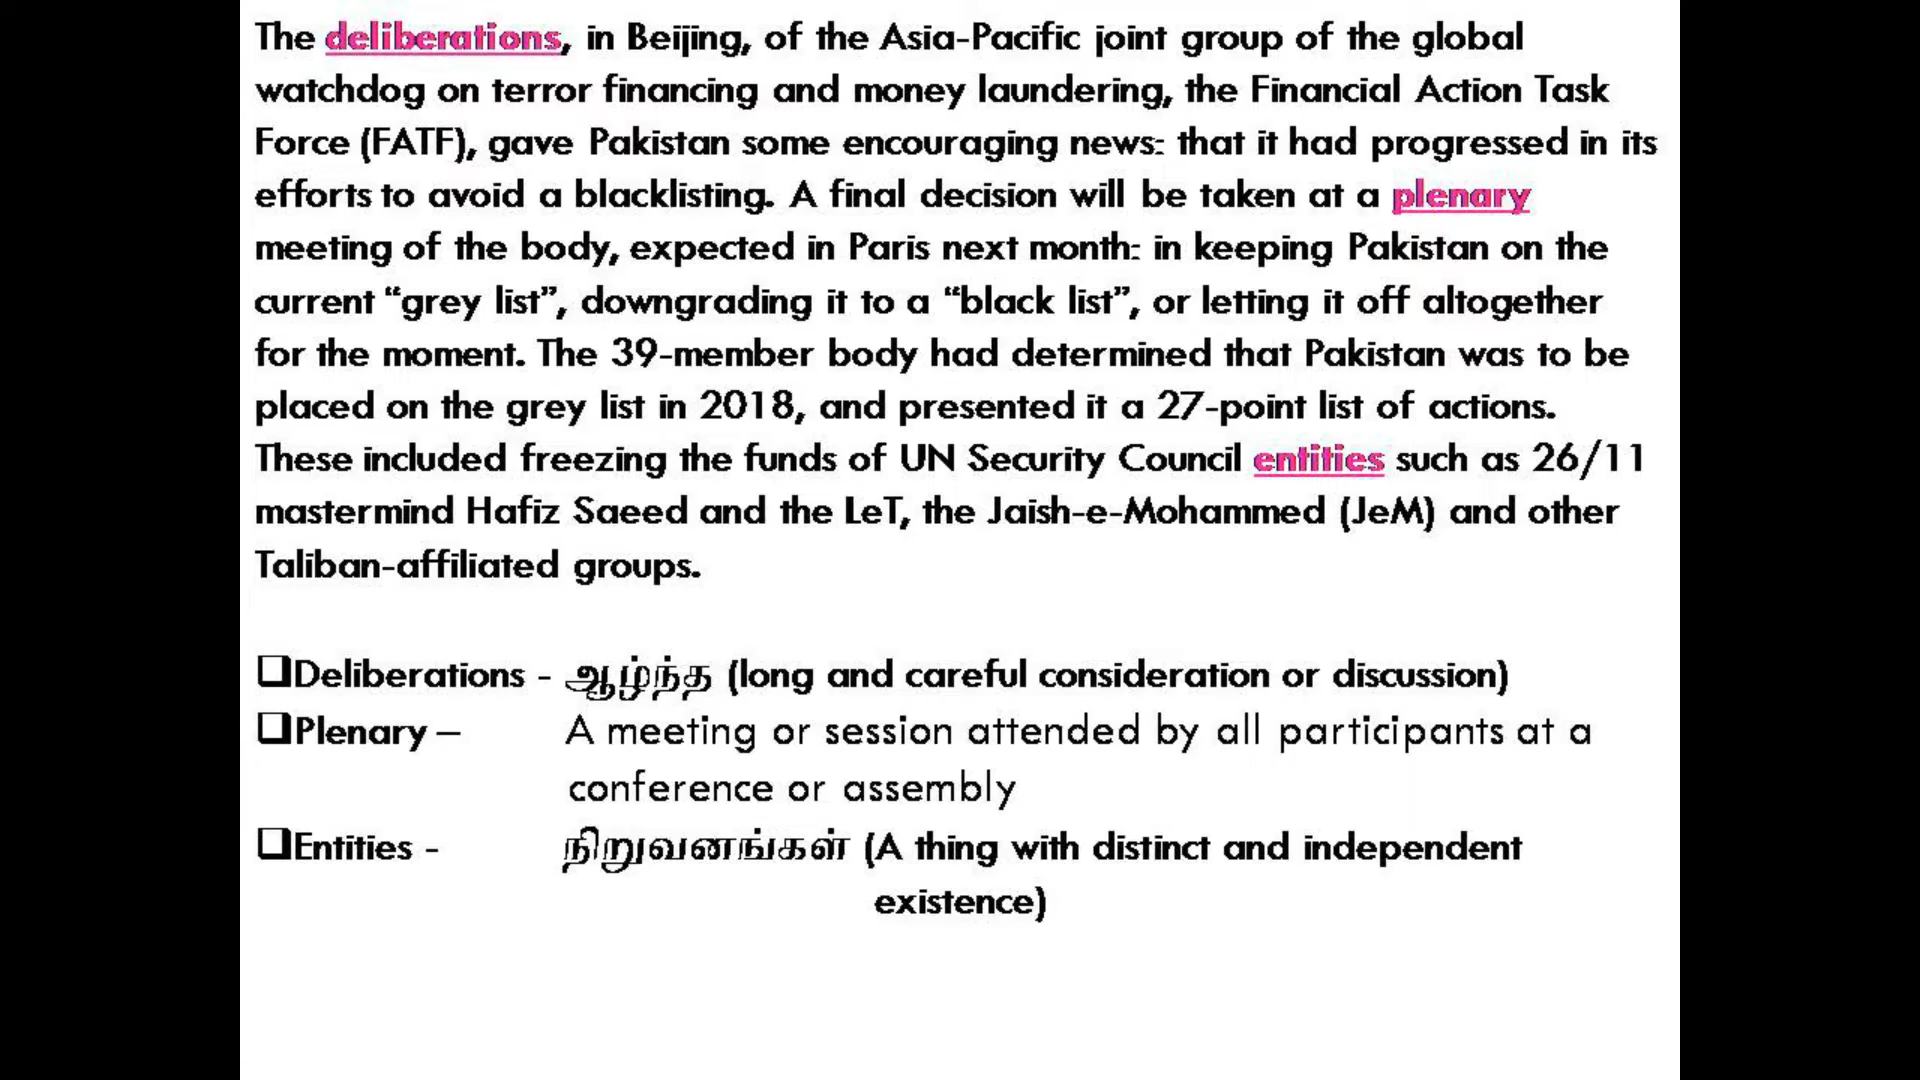 The deliberations, in Beijing, of the Asia-Pacific joint group of the global
watchdog on terror financing and money laundering, the Financial Action Task
Force (FATF), gave Pakistan some encouraging news: that it had progressed in its
efforts to avoid a blacklisting. A final decision will be taken at a plenary
meeting of the body, expected in Paris next month: in keeping Pakistan on the
current “grey list”, downgrading it to a “black list”, or letting it off altogether
for the moment. The 39-member body had determined that Pakistan was to be
placed on the grey list in 2018, and presented it a 27-point list of actions.
These included freezing the funds of UN Security Council entities such as 26/11
mastermind Hafiz Saeed and the LeT, the Jaish-e-Mohammed (JeM) and other
Taliban-affiliated groups.
❑Deliberations - ஆழ்ந்த (long and careful consideration or discussion)
❑Plenary – A meeting or session attended by all participants at a
conference or assembly
❑Entities - நிறுவனங்கள் (A thing with distinct and independent
existence)